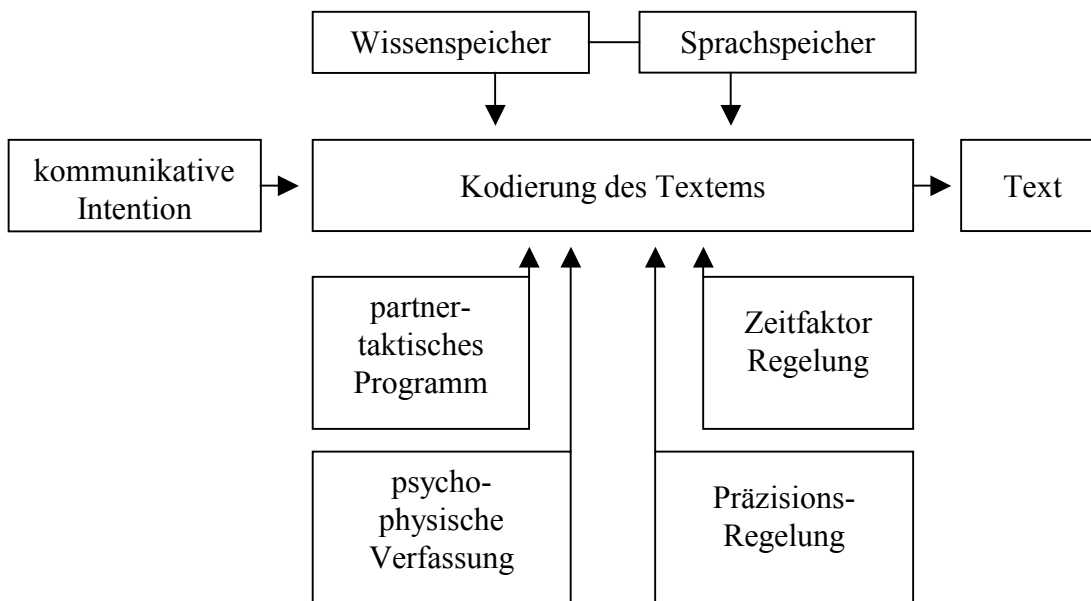 Wissenspeicher
Sprachspeicher
kommunikative
Intention
Kodierung des Textems
Text
partner-
taktisches
Programm
Zeitfaktor
Regelung
psycho-
physische
Verfassung
Präzisions-
Regelung